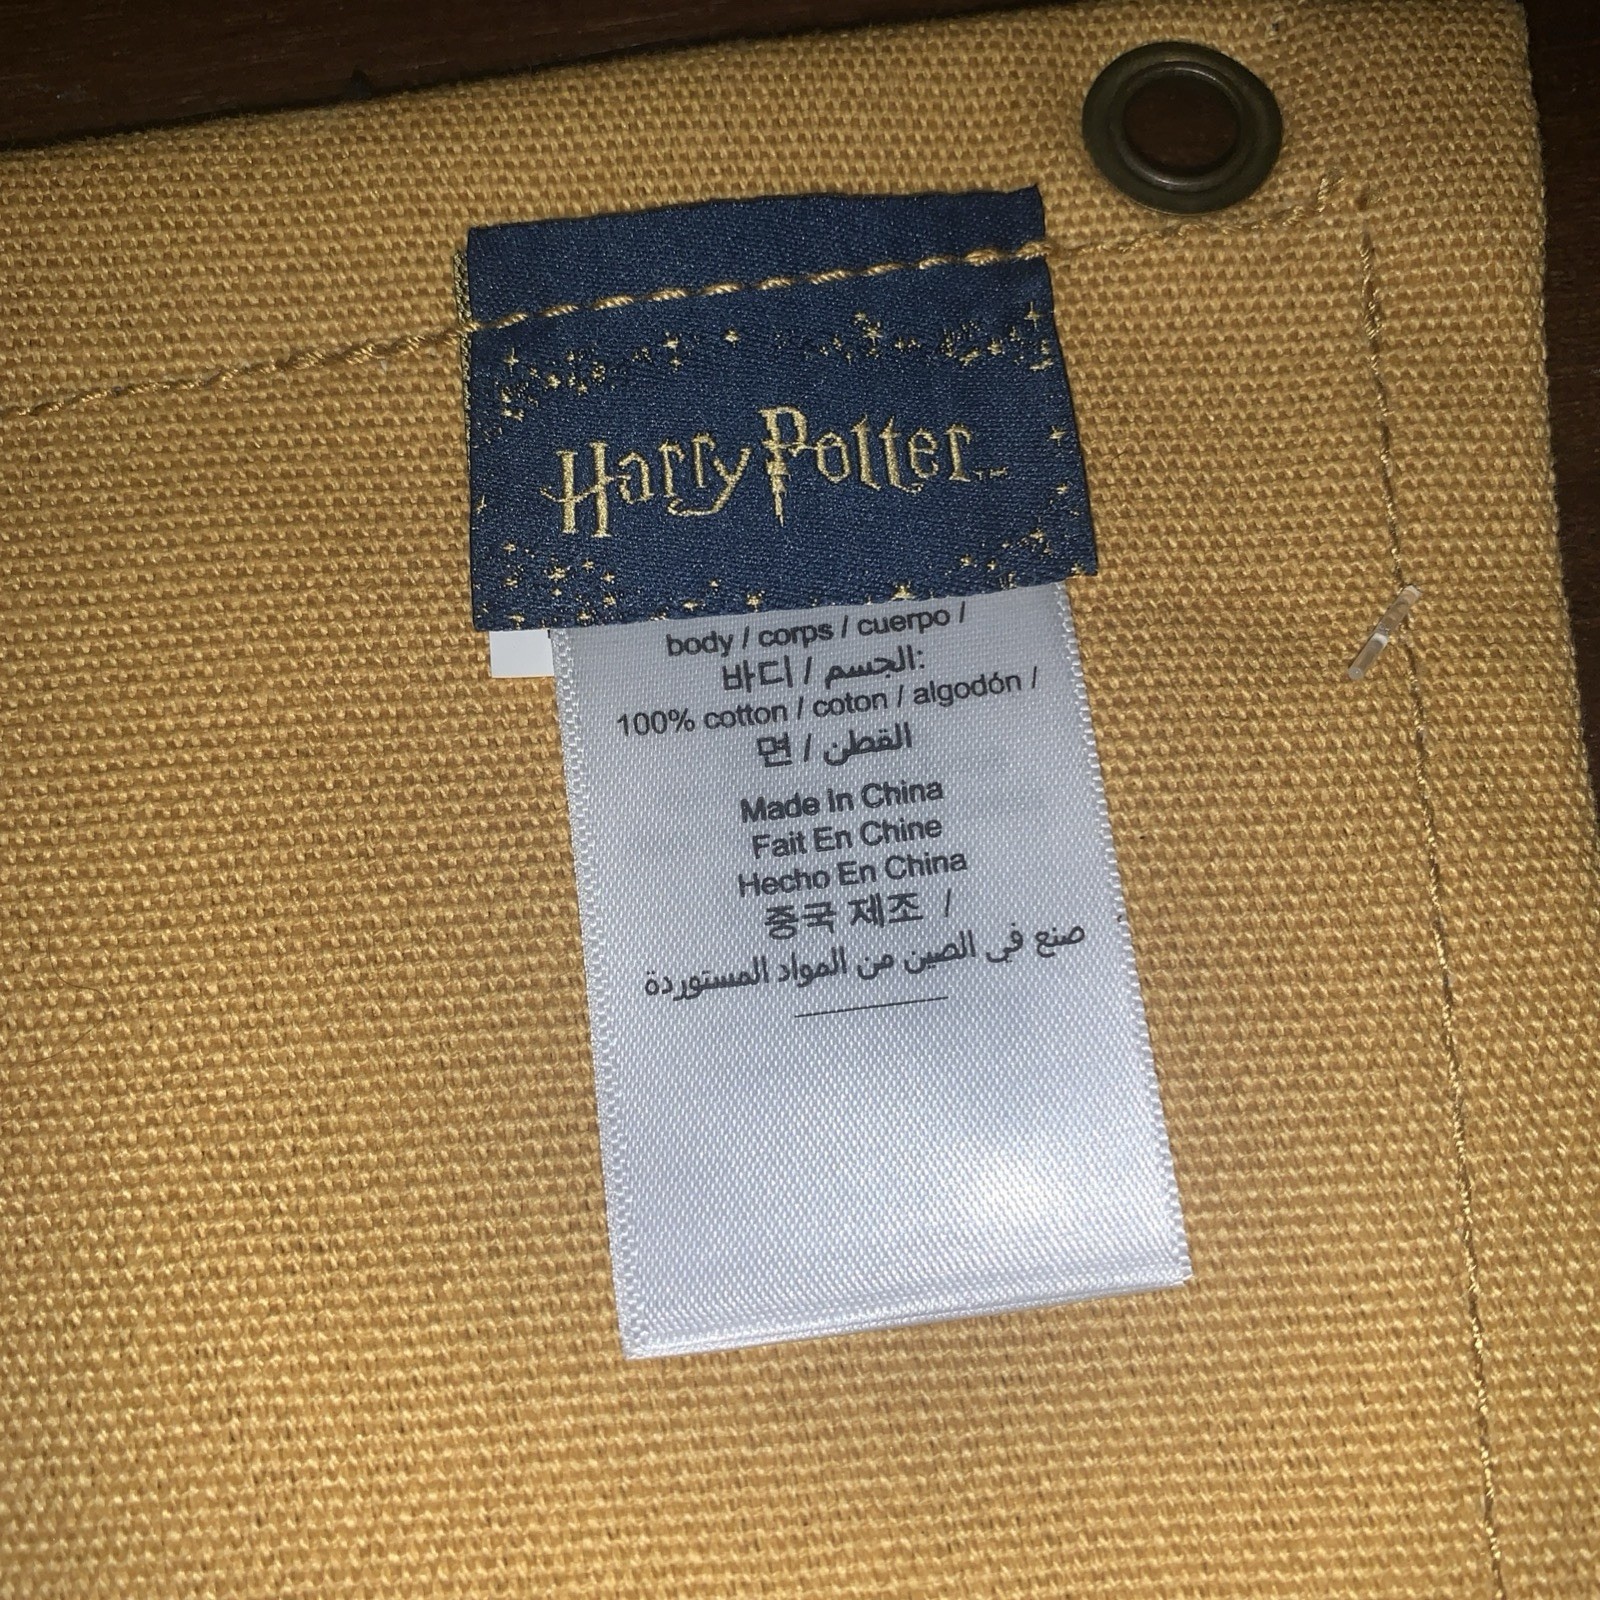 Harry Potter™
body / corps / cuerpo /
바디 / الجسم:
100% cotton / coton / algodón /
면 / القطن
Made In China
Fait En Chine
Hecho En China
중국 제조 /
صنع في الصين من المواد المستوردة